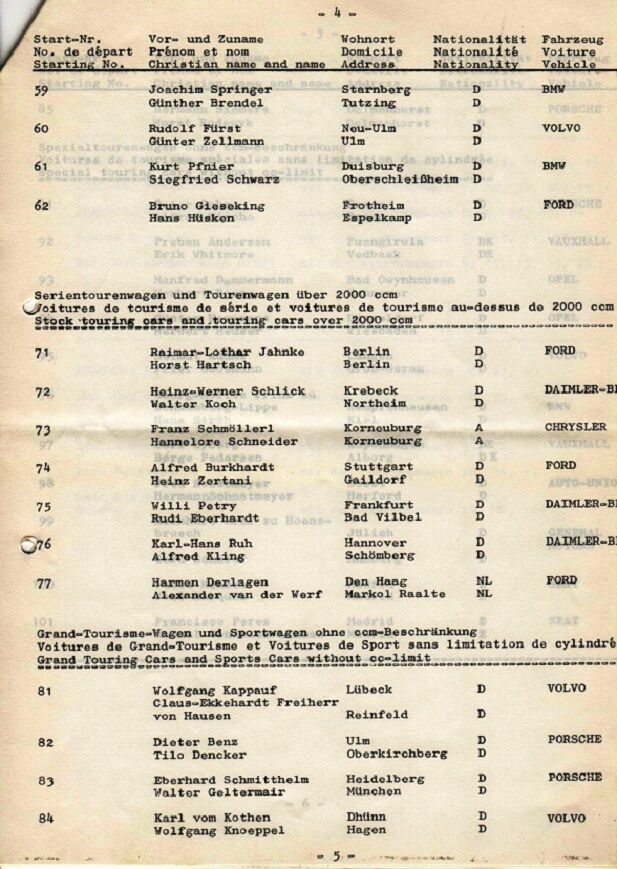 - 4 -
Start-Nr. Vor- und Zuname Wohnort Nationalität Fahrzeug
No. de départ Prénom et nom Domicile Nationalité Voiture
Starting No. Christian name and name Address Nationality Vehicle
59 Joachim Springer Starnberg D BMW
Günther Brendel Tutzing D
60 Rudolf Fürst Neu-Ulm D VOLVO
Günter Zellmann Ulm D
61 Kurt Pfnier Duisburg D BMW
Siegfried Schwarz Oberschleißheim D
62 Bruno Gieseking Frotheim D FORD
Hans Hüsken Espelkamp D
Serientourenwagen und Tourenwagen über 2000 ccm
Voitures de tourisme de série et voitures de tourisme au-dessus de 2000 ccm
Stock touring cars and touring cars over 2000 ccm
71 Raimar-Lothar Jahnke Berlin D FORD
Horst Hartsch Berlin D
72 Heinz-Werner Schlick Krebeck D DAIMLER-BE
Walter Koch Northeim D
73 Franz Schmöllerl Korneuburg A CHRYSLER
Hannelore Schneider Korneuburg A
74 Alfred Burkhardt Stuttgart D FORD
Heinz Zertani Gaildorf D
75 Willi Petry Frankfurt D DAIMLER-BE
Rudi Eberhardt Bad Vilbel D
76 Karl-Hans Ruh Hannover D DAIMLER-BE
Alfred Kling Schömberg D
77 Harmen Derlagen Den Haag NL FORD
Alexander van der Werf Markol Raalte NL
Grand-Tourisme-Wagen und Sportwagen ohne ccm-Beschränkung
Voitures de Grand-Tourisme et Voitures de Sport sans limitation de cylindré
Grand Touring Cars and Sports Cars without cc-limit
81 Wolfgang Kappauf Lübeck D VOLVO
Claus-Ekkehardt Freiherr
von Hausen Reinfeld D
82 Dieter Benz Ulm D PORSCHE
Tilo Dencker Oberkirchberg D
83 Eberhard Schmitthelm Heidelberg D PORSCHE
Walter Geltermair München D
84 Karl vom Kothen Dhünn D VOLVO
Wolfgang Knoeppel Hagen D
- 5 -